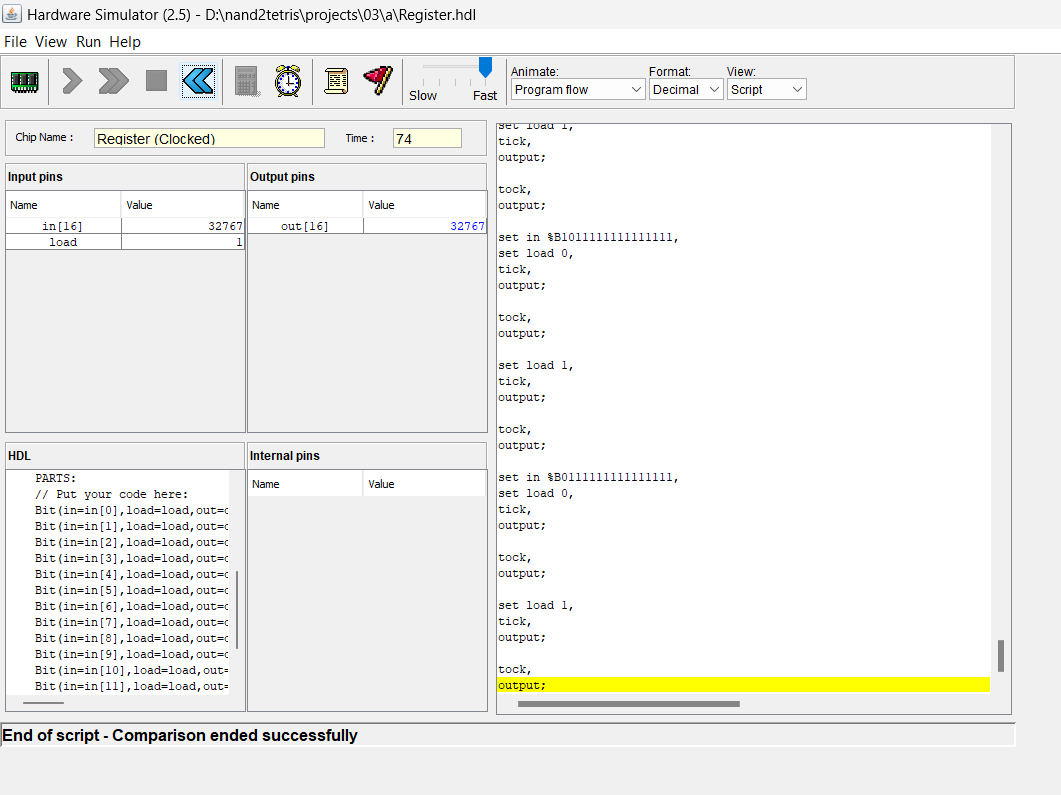 Hardware Simulator (2.5) - D:\nand2tetris\projects\03\a\Register.hdl
File View Run Help
Slow Fast
Animate: Format: View:
Program flow Decimal Script
Chip Name : Register (Clocked) Time : 74
Input pins
Name Value
in[16] 32767
load 1
Output pins
Name Value
out[16] 32767
HDL
PARTS:
// Put your code here:
Bit(in=in[0],load=load,out=
Bit(in=in[1],load=load,out=
Bit(in=in[2],load=load,out=
Bit(in=in[3],load=load,out=
Bit(in=in[4],load=load,out=
Bit(in=in[5],load=load,out=
Bit(in=in[6],load=load,out=
Bit(in=in[7],load=load,out=
Bit(in=in[8],load=load,out=
Bit(in=in[9],load=load,out=
Bit(in=in[10],load=load,out=
Bit(in=in[11],load=load,out=
Internal pins
Name Value
set load 1,
tick,
output;
tock,
output;
set in %B1011111111111111,
set load 0,
tick,
output;
tock,
output;
set load 1,
tick,
output;
tock,
output;
set in %B0111111111111111,
set load 0,
tick,
output;
tock,
output;
set load 1,
tick,
output;
tock,
output;
End of script - Comparison ended successfully